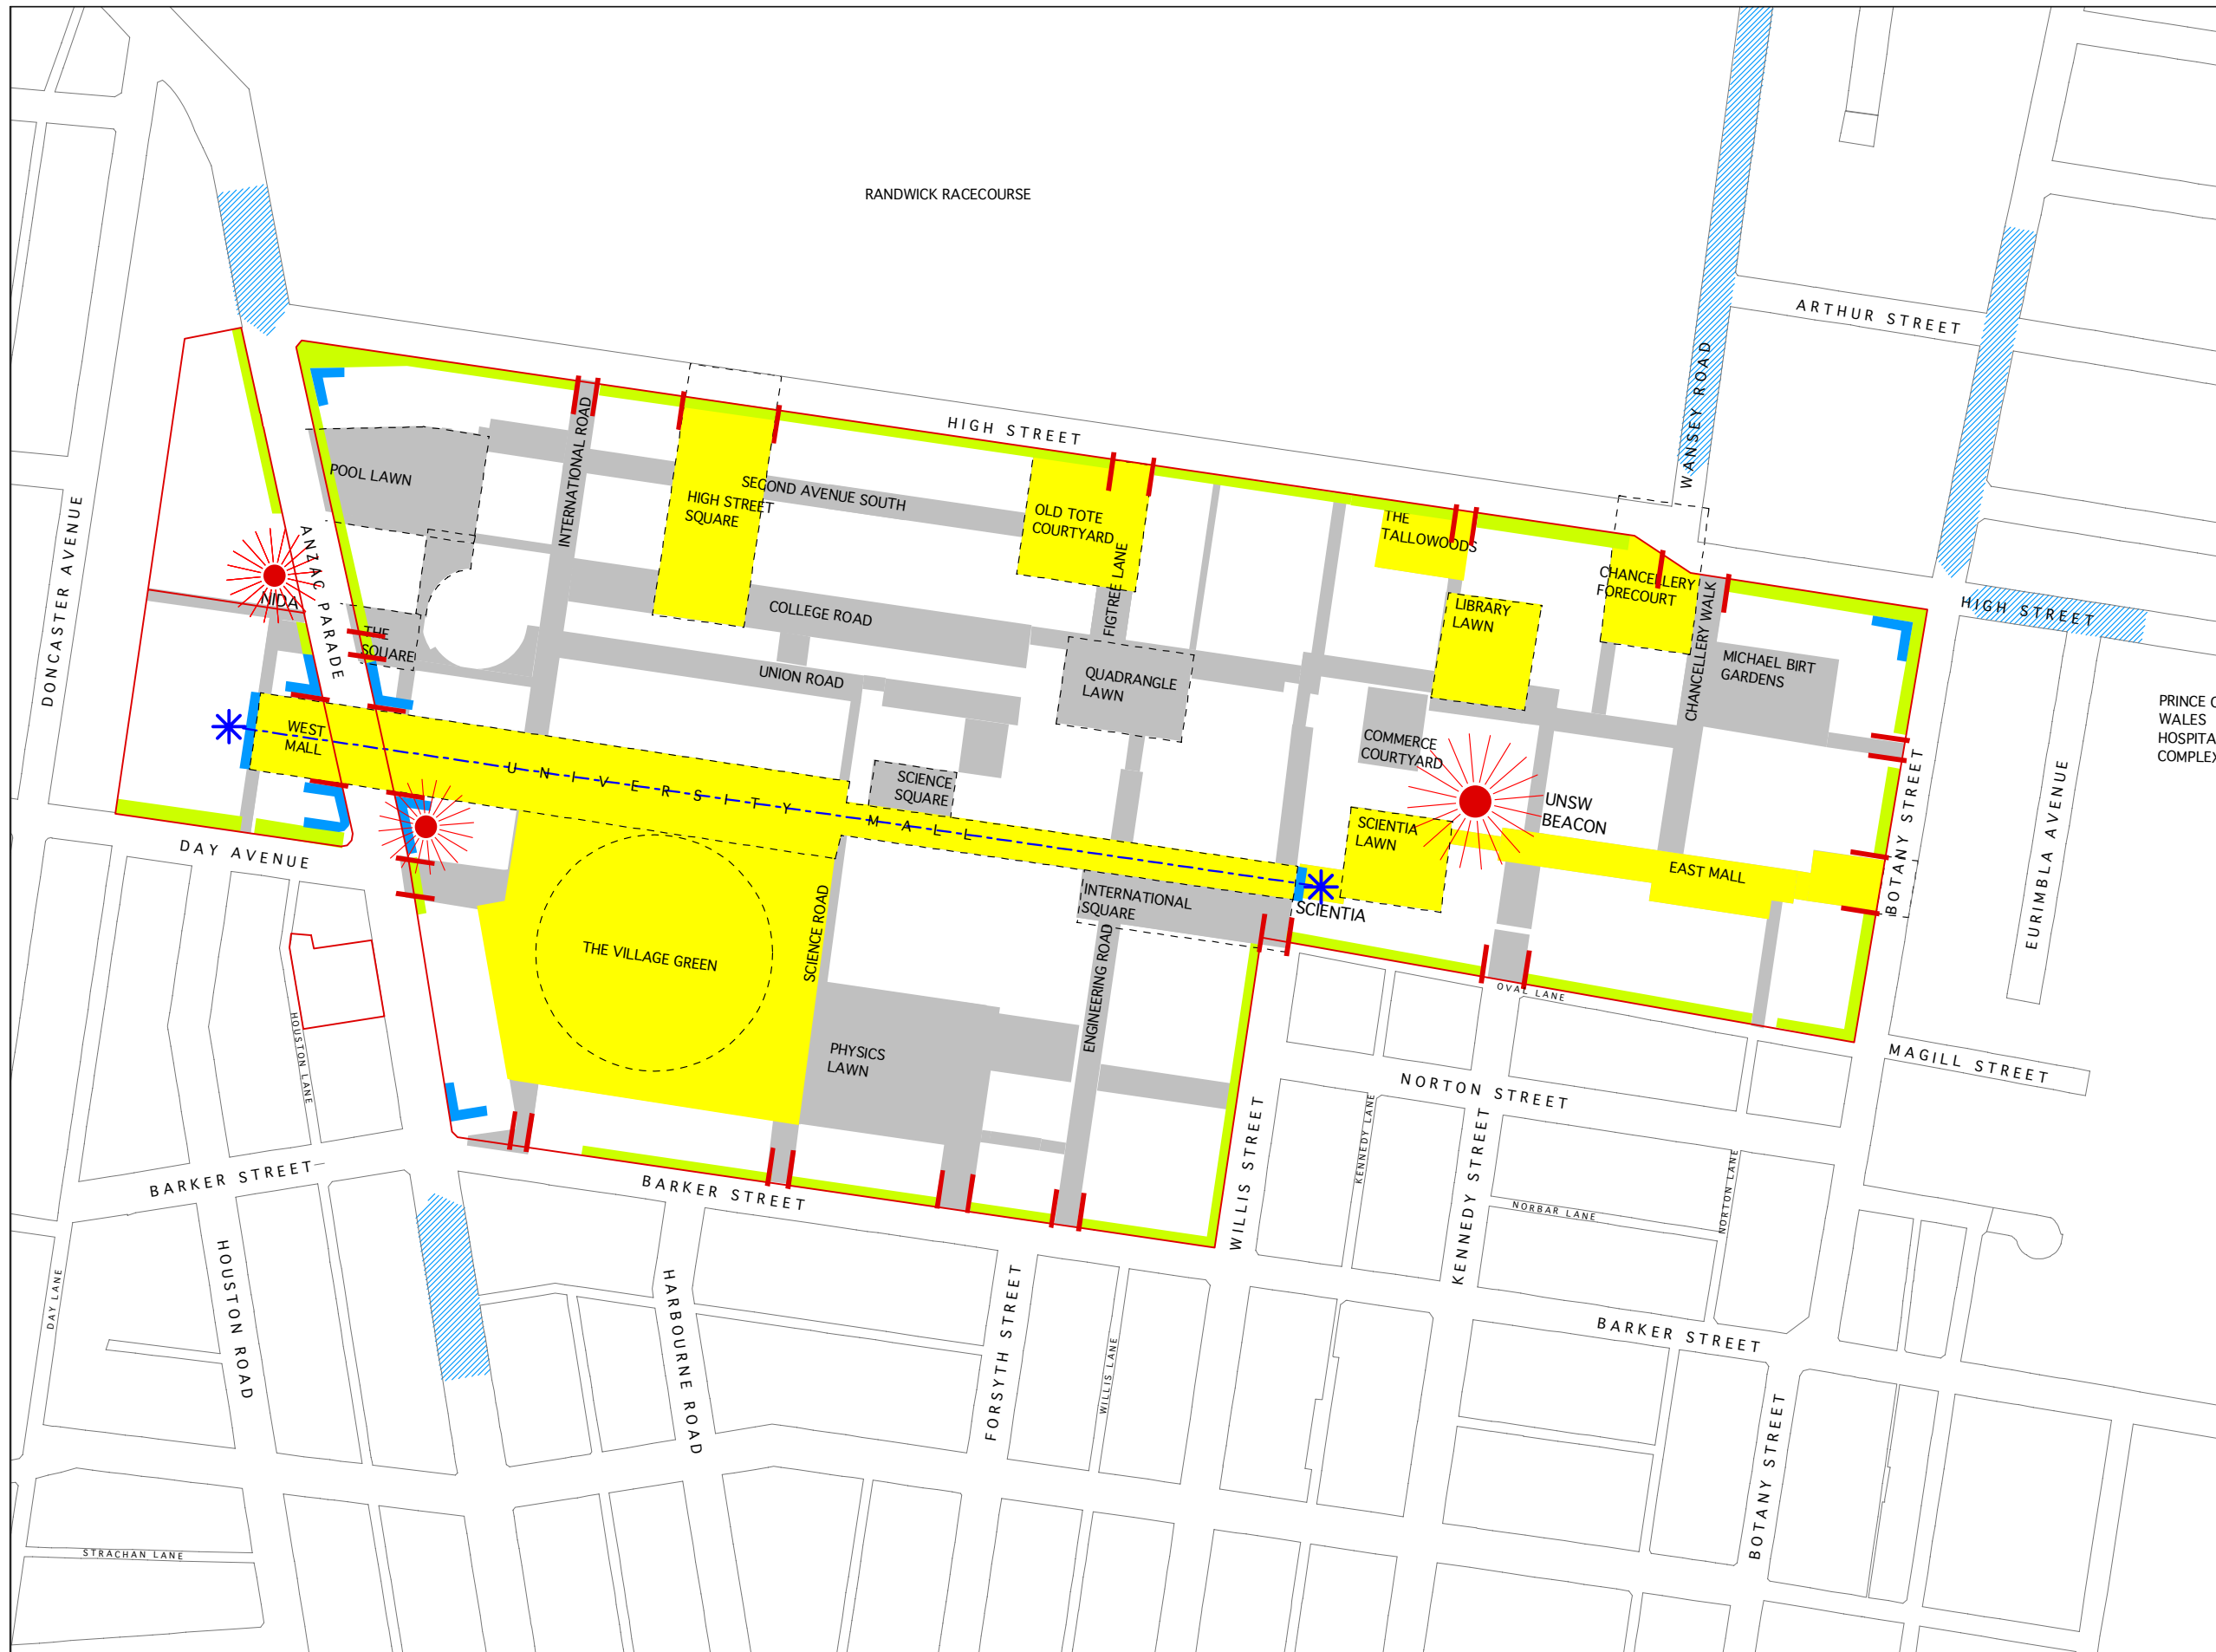 RANDWICK RACECOURSE
ARTHUR STREET
WANSEY ROAD
HIGH STREET
INTERNATIONAL ROAD
POOL LAWN
SECOND AVENUE SOUTH
HIGH STREET
SQUARE
OLD TOTE
COURTYARD
THE
TALLOWOODS
FIGTREE LANE
CHANCELLERY
FORECOURT
CHANCELLERY WALK
HIGH STREET
DONCASTER AVENUE
ANZAC PARADE
NIDA
THE
SQUARE
COLLEGE ROAD
LIBRARY
LAWN
UNION ROAD
QUADRANGLE
LAWN
MICHAEL BIRT
GARDENS
PRINCE O
WALES
HOSPITA
COMPLEX
WEST
MALL
UNIVERSITY MALL
COMMERCE
COURTYARD
SCIENCE
SQUARE
UNSW
BEACON
SCIENTIA
LAWN
EAST MALL
BOTANY STREET
EURIMBLA AVENUE
DAY AVENUE
INTERNATIONAL
SQUARE
SCIENTIA
THE VILLAGE GREEN
SCIENCE ROAD
ENGINEERING ROAD
OVAL LANE
HOUSTON LANE
PHYSICS
LAWN
MAGILL STREET
NORTON STREET
BARKER STREET
BARKER STREET
WILLIS STREET
KENNEDY LANE
KENNEDY STREET
NORTON LANE
NORBAR LANE
DAY LANE
HOUSTON ROAD
HARBOURNE ROAD
FORSYTH STREET
WILLIS LANE
BARKER STREET
BOTANY STREET
STRACHAN LANE